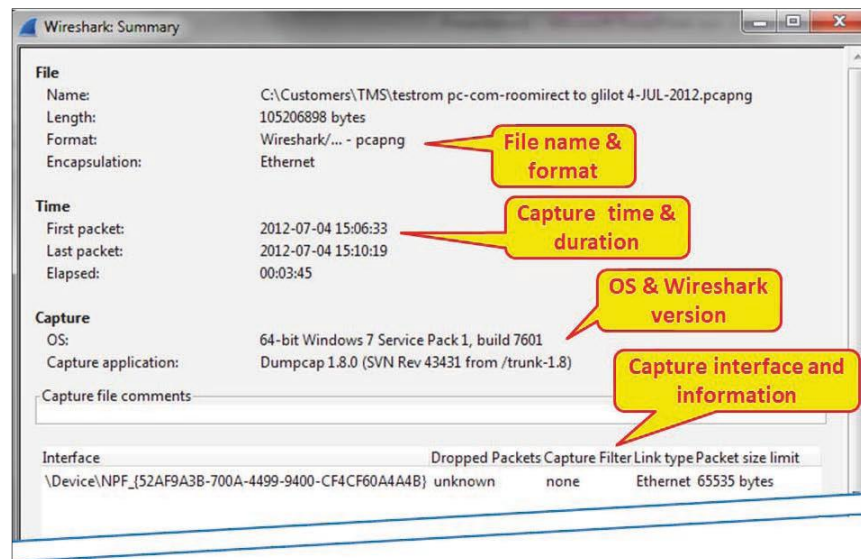 Wireshark: Summary
File
Name: C:\Customers\TMS\testrom pc-com-roomirect to glilot 4-JUL-2012.pcapng
Length: 105206898 bytes
Format: Wireshark/... - pcapng
Encapsulation: Ethernet
File name &
format
Time
First packet: 2012-07-04 15:06:33
Last packet: 2012-07-04 15:10:19
Elapsed: 00:03:45
Capture time &
duration
OS & Wireshark
version
Capture
OS: 64-bit Windows 7 Service Pack 1, build 7601
Capture application: Dumpcap 1.8.0 (SVN Rev 43431 from /trunk-1.8)
Capture interface and
information
Capture file comments
Interface Dropped Packets Capture Filter Link type Packet size limit
\Device\NPF_{52AF9A3B-700A-4499-9400-CF4CF60A4A4B} unknown none Ethernet 65535 bytes